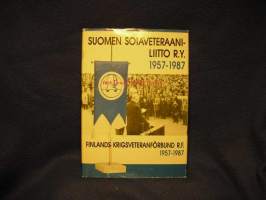 SUOMEN SOTAVETERAANI-
LIITTO R.Y.
1957-1987
FINLANDS KRIGSVETERANFÖRBUND R.F.
1957-1987